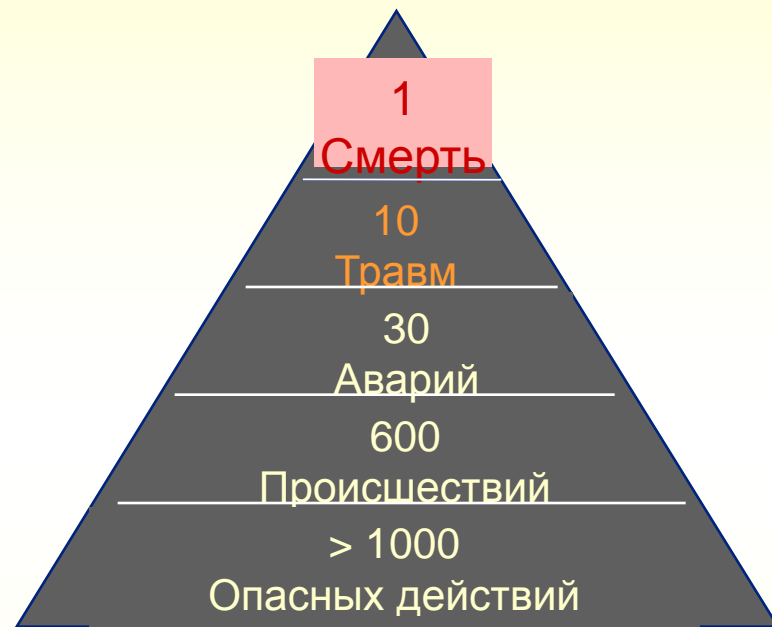 1
Смерть
10
Травм
30
Аварий
600
Происшествий
> 1000
Опасных действий